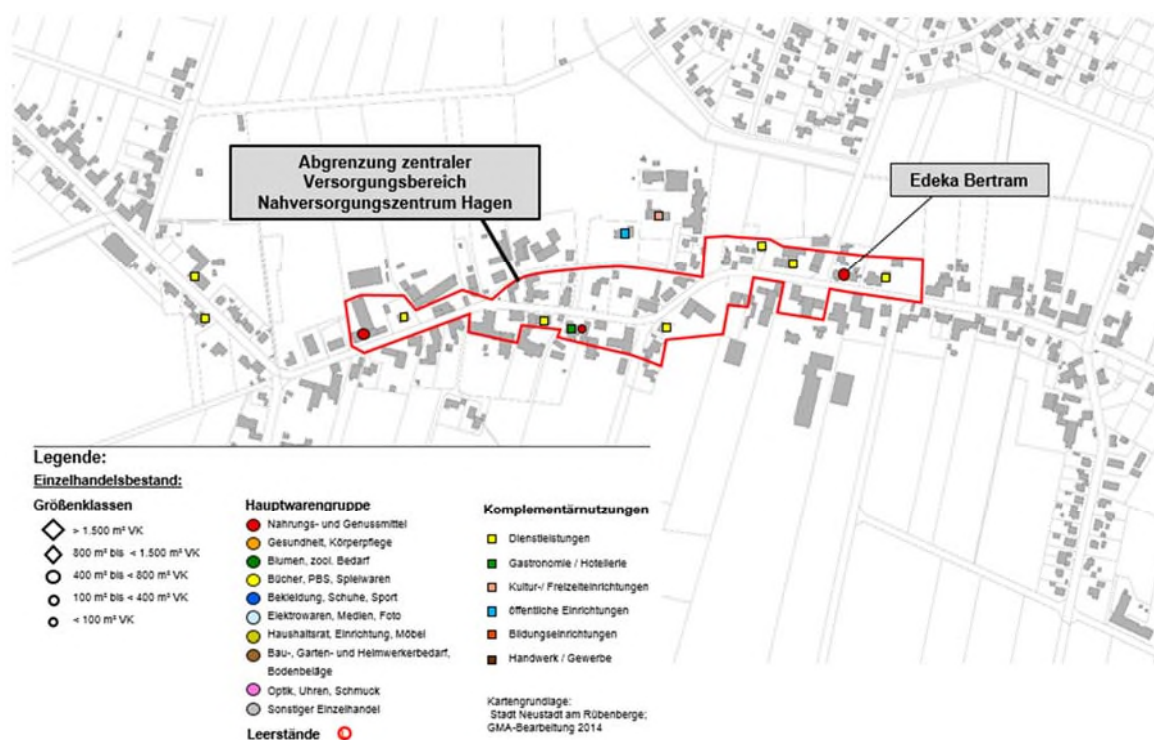 Abgrenzung zentraler
Versorgungsbereich
Nahversorgungszentrum Hagen
Edeka Bertram
Legende:
Einzelhandelsbestand:
Größenklassen
> 1.500 m² VK
800 m² bis < 1.500 m² VK
400 m² bis < 800 m² VK
100 m² bis < 400 m² VK
< 100 m² VK
Hauptwarengruppe
Nahrungs- und Genussmittel
Gesundheit, Körperpflege
Blumen, zool. Bedarf
Bücher, PBS, Spielwaren
Bekleidung, Schuhe, Sport
Elektrowaren, Medien, Foto
Haushaltsrat, Einrichtung, Möbel
Bau-, Garten- und Heimwerkerbedarf,
Bodenbeläge
Optik, Uhren, Schmuck
Sonstiger Einzelhandel
Leerstände
Komplementärnutzungen
Dienstleistungen
Gastronomie / Hotellerie
Kultur-/ Freizeiteinrichtungen
öffentliche Einrichtungen
Bildungseinrichtungen
Handwerk / Gewerbe
Kartengrundlage:
Stadt Neustadt am Rübenberge;
GMA-Bearbeitung 2014